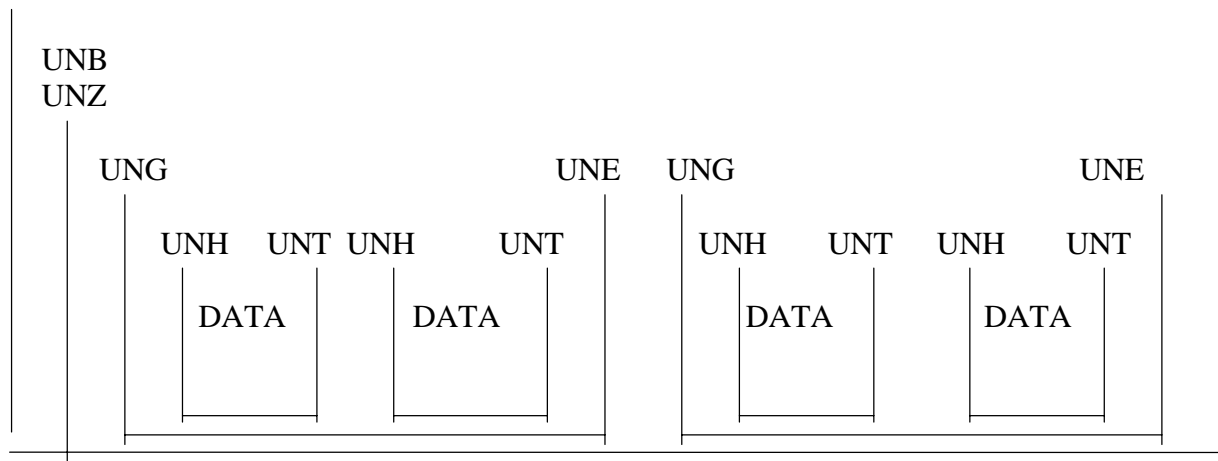 UNB
UNZ
UNG UNE UNG UNE
UNH UNT UNH UNT UNH UNT UNH UNT
DATA DATA DATA DATA